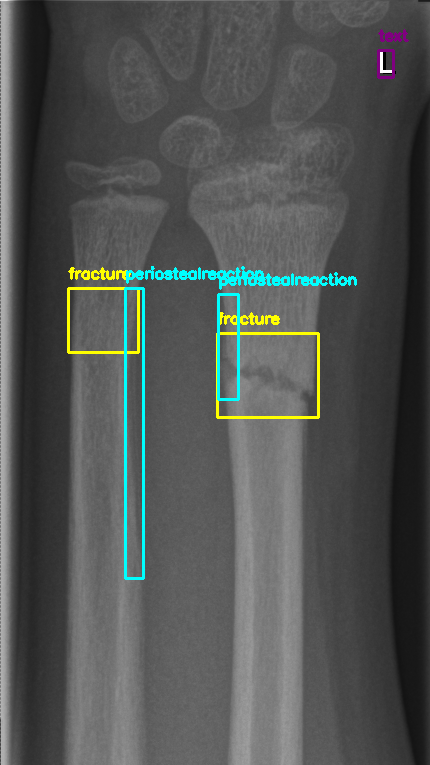 text
L
fracture
periostealreaction
periostealreaction
fracture